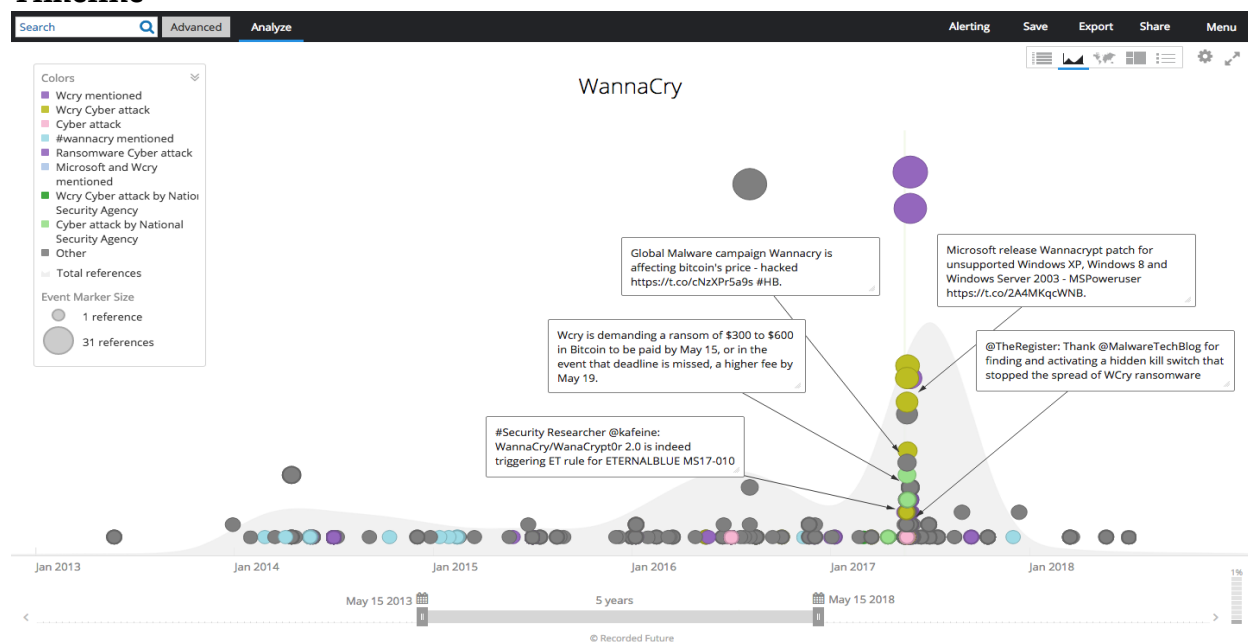 Search
Advanced
Analyze
Alerting
Save
Export
Share
Menu
Colors
Wcry mentioned
Wcry Cyber attack
Cyber attack
#wannacry mentioned
Ransomware Cyber attack
Microsoft and Wcry
mentioned
Wcry Cyber attack by Nation
Security Agency
Cyber attack by National
Security Agency
Other
Total references
Event Marker Size
1 reference
31 references
WannaCry
Global Malware campaign Wannacry is
affecting bitcoin's price - hacked
https://t.co/cNzXPr5a9s #HB.
Microsoft release Wannacrypt patch for
unsupported Windows XP, Windows 8 and
Windows Server 2003 - MSPoweruser
https://t.co/2A4MKqcWNB.
Wcry is demanding a ransom of $300 to $600
in Bitcoin to be paid by May 15, or in the
event that deadline is missed, a higher fee by
May 19.
@TheRegister: Thank @MalwareTechBlog for
finding and activating a hidden kill switch that
stopped the spread of WCry ransomware
#Security Researcher @kafeine:
WannaCry/WanaCrypt0r 2.0 is indeed
triggering ET rule for ETERNALBLUE MS17-010
Jan 2013
Jan 2014
Jan 2015
Jan 2016
Jan 2017
Jan 2018
1%
May 15 2013
5 years
May 15 2018
© Recorded Future